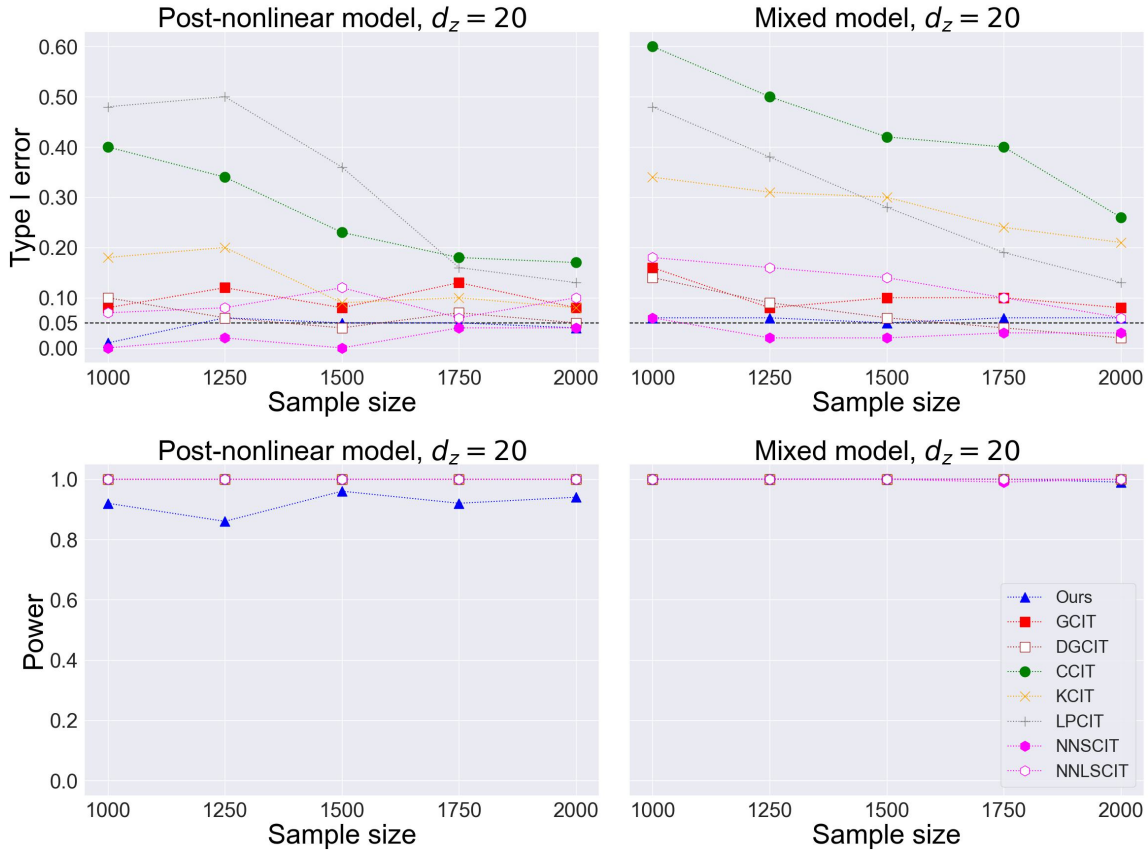 Post-nonlinear model, d_z = 20
Mixed model, d_z = 20
Type I error
0.60
0.50
0.40
0.30
0.20
0.10
0.05
0.00
1000 1250 1500 1750 2000
1000 1250 1500 1750 2000
Sample size
Sample size
Post-nonlinear model, d_z = 20
Mixed model, d_z = 20
Power
1.0
0.8
0.6
0.4
0.2
0.0
Ours
GCIT
DGCIT
CCIT
KCIT
LPCIT
NNSCIT
NNLSCIT
1000 1250 1500 1750 2000
1000 1250 1500 1750 2000
Sample size
Sample size